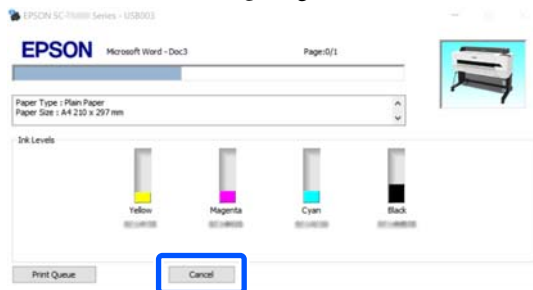 EPSON SC- Series - USB003
EPSON Microsoft Word - Doc3 Page:0/1
Paper Type : Plain Paper
Paper Size : A4 210 x 297 mm
Ink Levels
Yellow Magenta Cyan Black
Print Queue Cancel